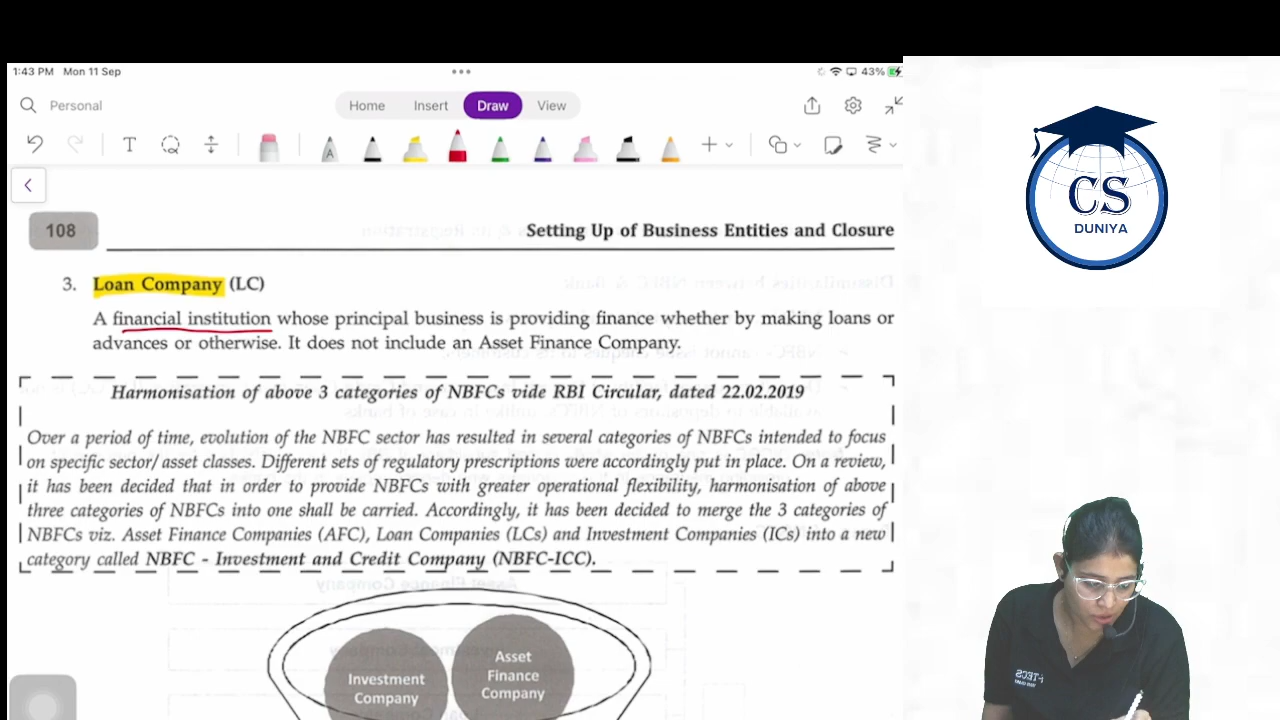 1:43 PM Mon 11 Sep
43%
Personal
Home Insert Draw View
T
A
108
Setting Up of Business Entities and Closure
3. Loan Company (LC)
A financial institution whose principal business is providing finance whether by making loans or
advances or otherwise. It does not include an Asset Finance Company.
Harmonisation of above 3 categories of NBFCs vide RBI Circular, dated 22.02.2019
Over a period of time, evolution of the NBFC sector has resulted in several categories of NBFCs intended to focus
on specific sector/ asset classes. Different sets of regulatory prescriptions were accordingly put in place. On a review,
it has been decided that in order to provide NBFCs with greater operational flexibility, harmonisation of above
three categories of NBFCs into one shall be carried. Accordingly, it has been decided to merge the 3 categories of
NBFCs viz. Asset Finance Companies (AFC), Loan Companies (LCs) and Investment Companies (ICs) into a new
category called NBFC - Investment and Credit Company (NBFC-ICC).
Investment
Company
Asset
Finance
Company
CS
DUNIYA